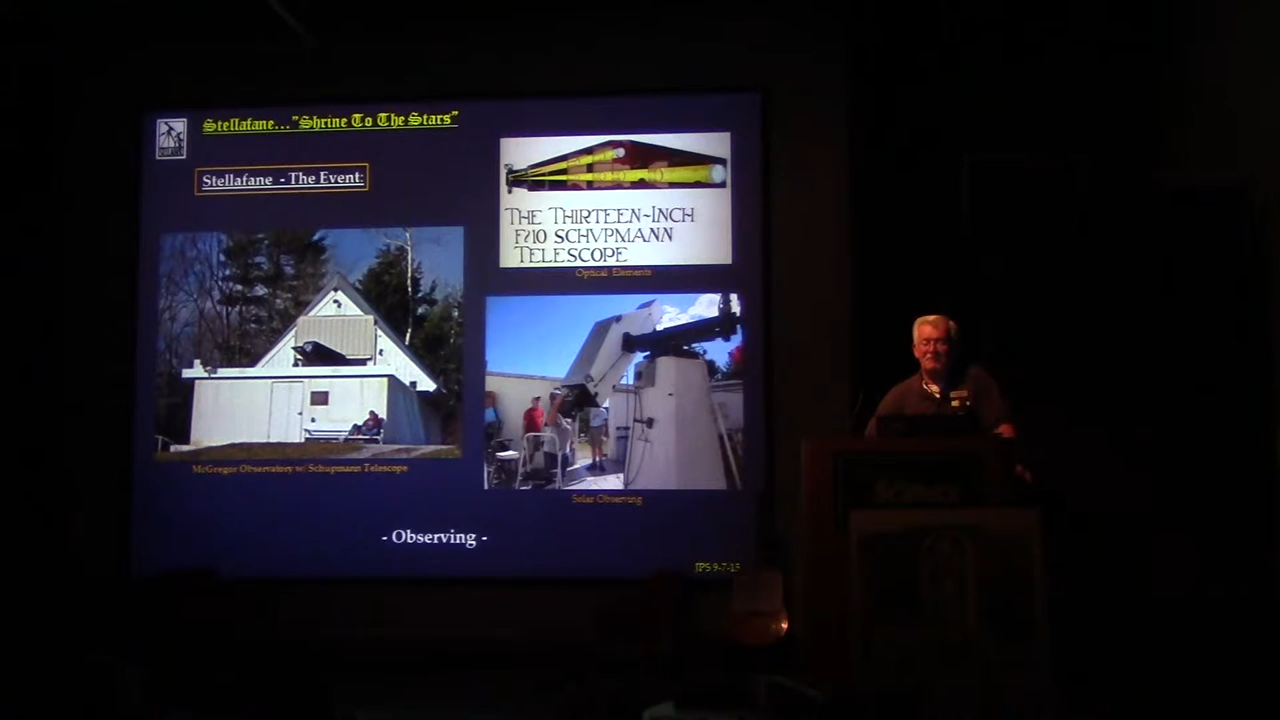 Stellafane..."Shrine To The Stars"
Stellafane - The Event:
THE THIRTEEN-INCH
F/10 SCHVPMANN
TELESCOPE
Optical Elements
McGregor Observatory w/ Schupmann Telescope
Solar Observing
- Observing -
JPS 9-7-15